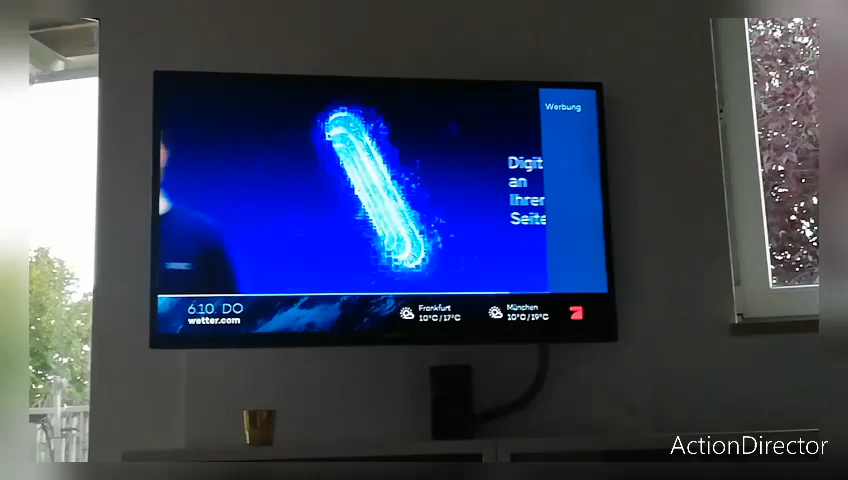 Werbung
Digit
an
Ihrer
Seite
6.10. DO
wetter.com
Frankfurt
10°C/17°C
München
10°C/19°C
ActionDirector